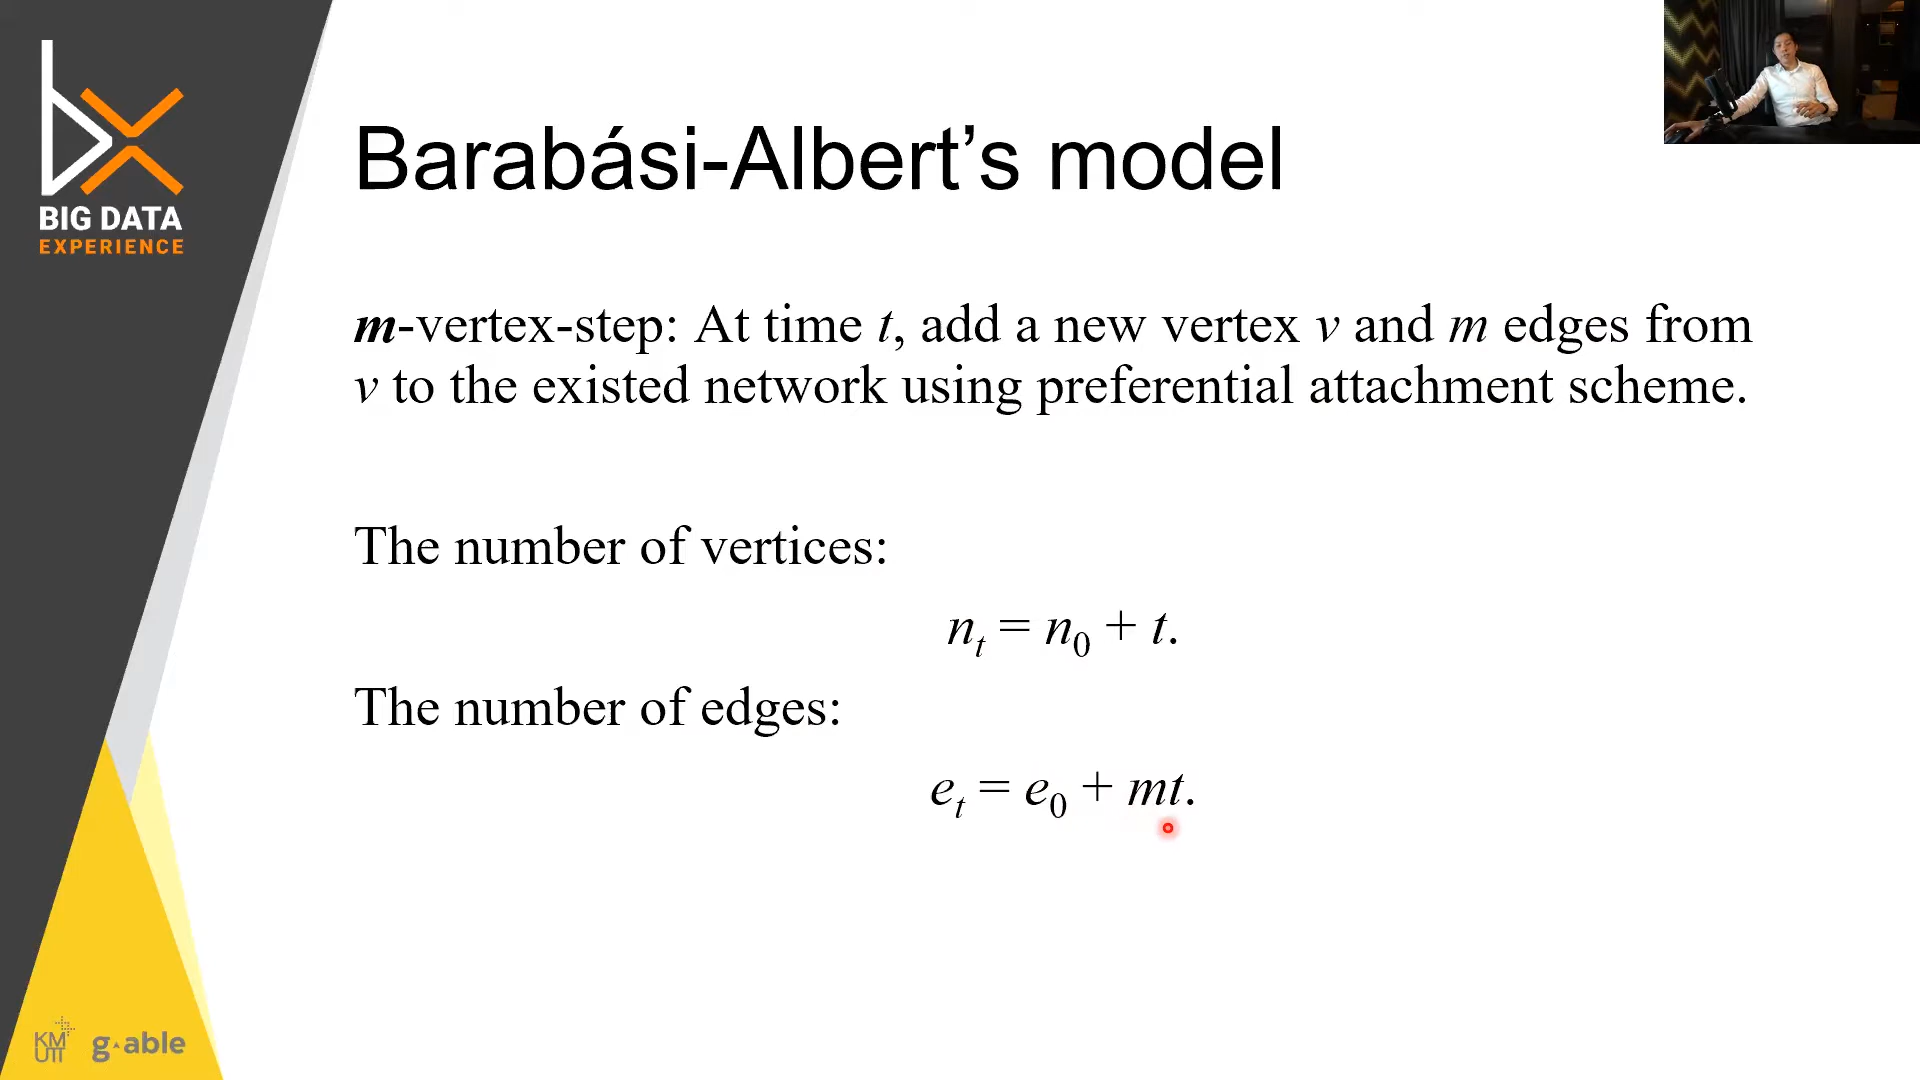 BIG DATA
EXPERIENCE
Barabási-Albert’s model
m-vertex-step: At time t, add a new vertex v and m edges from
v to the existed network using preferential attachment scheme.
The number of vertices:
nₜ = n₀ + t.
The number of edges:
eₜ = e₀ + mt.
KM
UTT
g·able